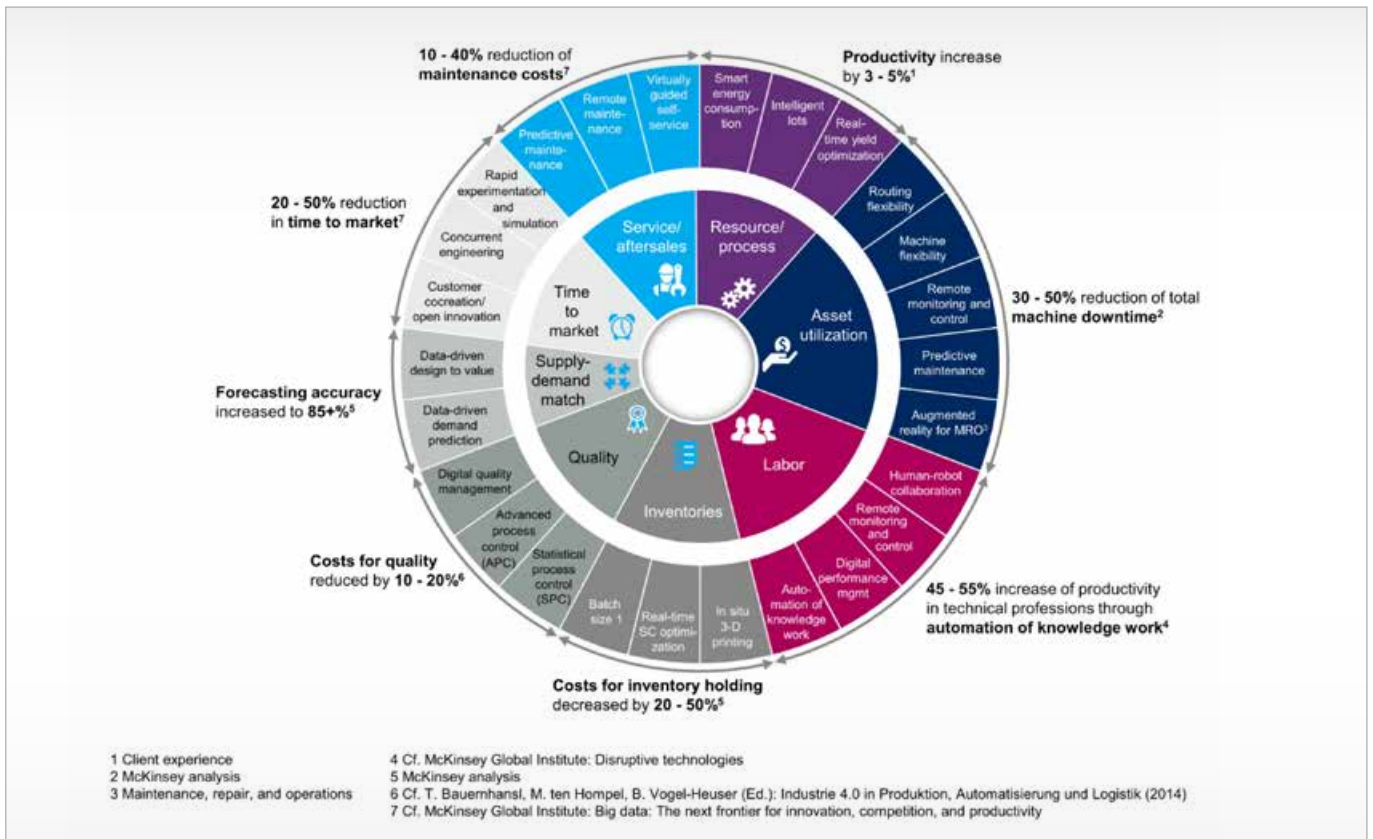 10 - 40% reduction of
maintenance costs7
Productivity increase
by 3 - 5%1
20 - 50% reduction
in time to market7
30 - 50% reduction of total
machine downtime2
Forecasting accuracy
increased to 85+%5
Costs for quality
reduced by 10 - 20%6
45 - 55% increase of productivity
in technical professions through
automation of knowledge work4
Costs for inventory holding
decreased by 20 - 50%5
Predictive
mainte-
nance
Remote
mainte-
nance
Virtually
guided
self-
service
Smart
energy
consump-
tion
Intelligent
lots
Real-
time yield
optimization
Routing
flexibility
Machine
flexibility
Remote
monitoring and
control
Predictive
maintenance
Augmented
reality for MRO3
Human-robot
collaboration
Remote
monitoring
and
control
Digital
performance
mgmt
Auto-
mation of
knowledge
work
In situ
3-D
printing
Real-time
SC optimi-
zation
Batch
size 1
Statistical
process
control
(SPC)
Advanced
process
control
(APC)
Digital quality
management
Data-driven
demand
prediction
Data-driven
design to value
Customer
cocreation/
open innovation
Concurrent
engineering
Rapid
experimentation
and
simulation
Service/
aftersales
Resource/
process
Asset
utilization
Labor
Inventories
Quality
Supply-
demand
match
Time
to
market
1 Client experience
2 McKinsey analysis
3 Maintenance, repair, and operations
4 Cf. McKinsey Global Institute: Disruptive technologies
5 McKinsey analysis
6 Cf. T. Bauernhansl, M. ten Hompel, B. Vogel-Heuser (Ed.): Industrie 4.0 in Produktion, Automatisierung und Logistik (2014)
7 Cf. McKinsey Global Institute: Big data: The next frontier for innovation, competition, and productivity